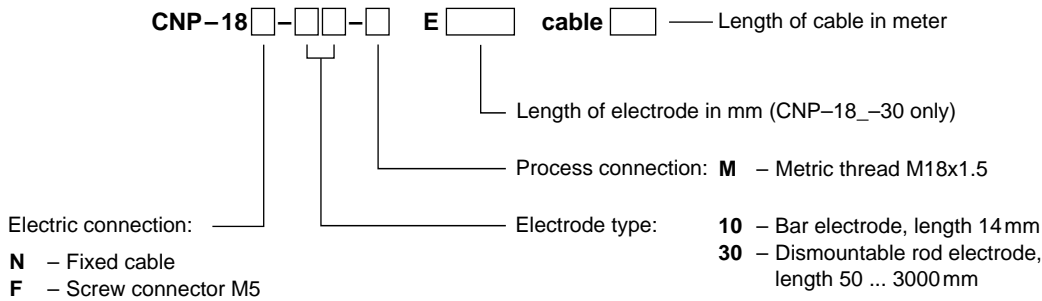 CNP–18 – – E cable Length of cable in meter
Length of electrode in mm (CNP–18_–30 only)
Process connection: M – Metric thread M18x1.5
Electric connection:
N – Fixed cable
F – Screw connector M5
Electrode type: 10 – Bar electrode, length 14 mm
30 – Dismountable rod electrode,
length 50 ... 3000 mm